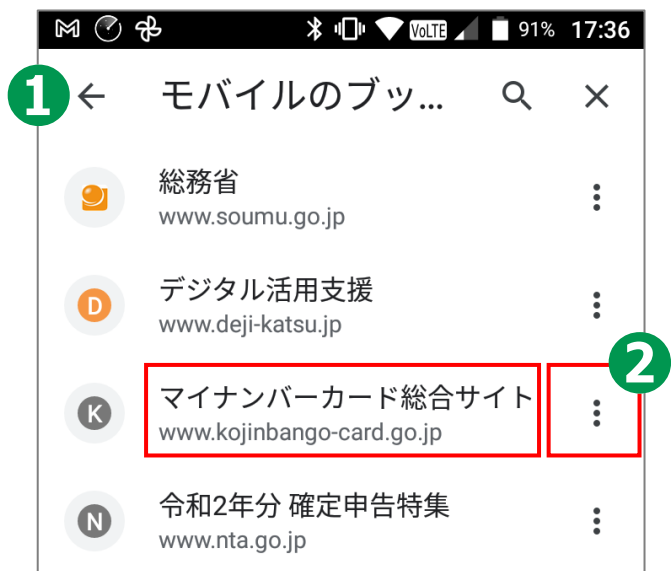 VoLTE 91% 17:36
1
モバイルのブッ...
総務省
www.soumu.go.jp
D
デジタル活用支援
www.deji-katsu.jp
2
K
マイナンバーカード総合サイト
www.kojinbango-card.go.jp
N
令和2年分 確定申告特集
www.nta.go.jp